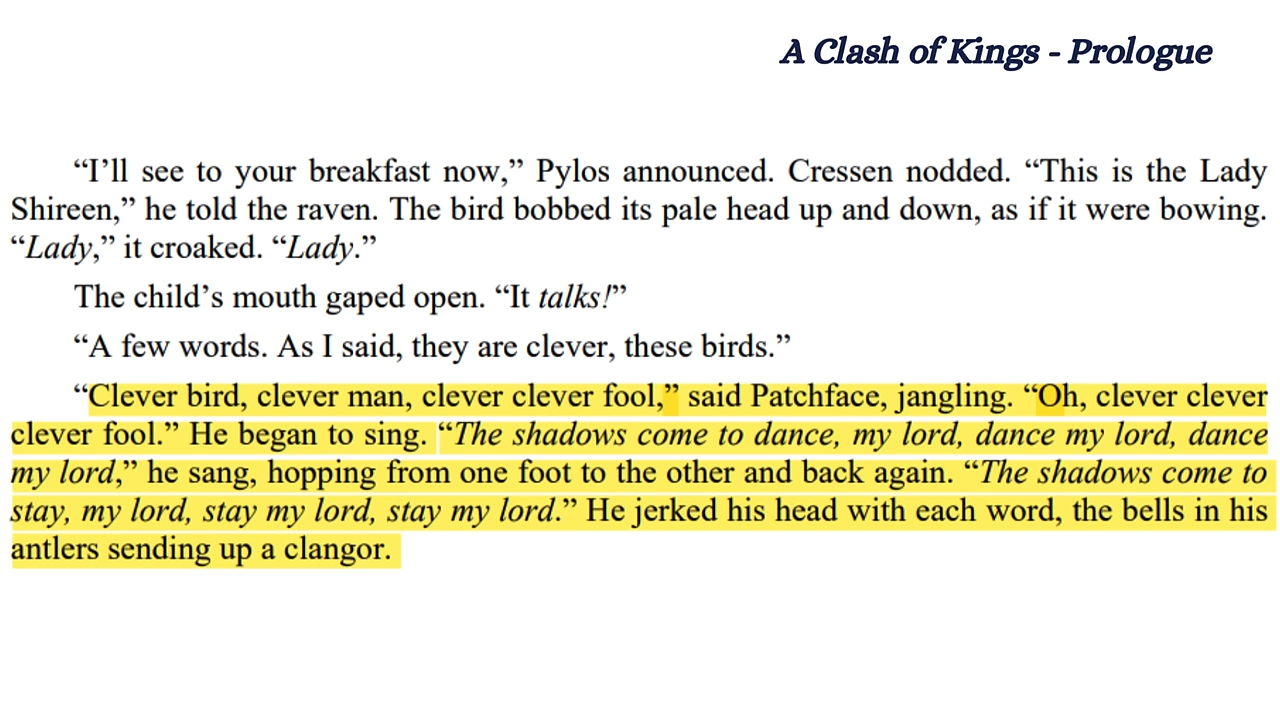 A Clash of Kings - Prologue
“I’ll see to your breakfast now,” Pylos announced. Cressen nodded. “This is the Lady
Shireen,” he told the raven. The bird bobbed its pale head up and down, as if it were bowing.
“Lady,” it croaked. “Lady.”
The child’s mouth gaped open. “It talks!”
“A few words. As I said, they are clever, these birds.”
“Clever bird, clever man, clever clever fool,” said Patchface, jangling. “Oh, clever clever
clever fool.” He began to sing. “The shadows come to dance, my lord, dance my lord, dance
my lord,” he sang, hopping from one foot to the other and back again. “The shadows come to
stay, my lord, stay my lord, stay my lord.” He jerked his head with each word, the bells in his
antlers sending up a clangor.